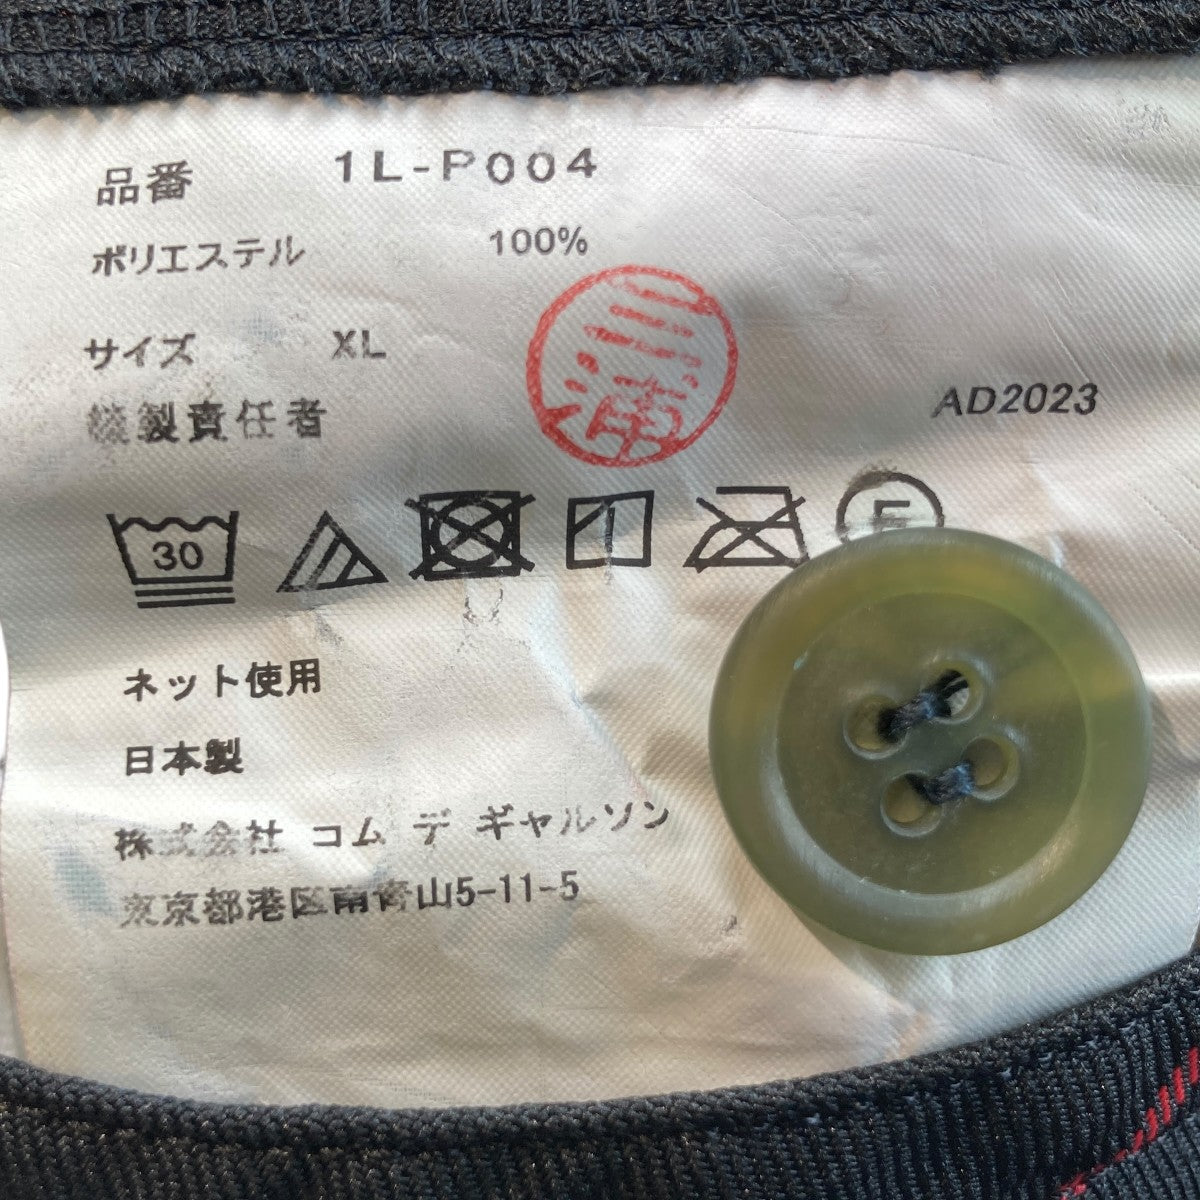 品番 1L-P004
ポリエステル 100%
サイズ XL
縫製責任者
三浦
AD2023
30
F
ネット使用
日本製
株式会社 コム デ ギャルソン
東京都港区南青山5-11-5